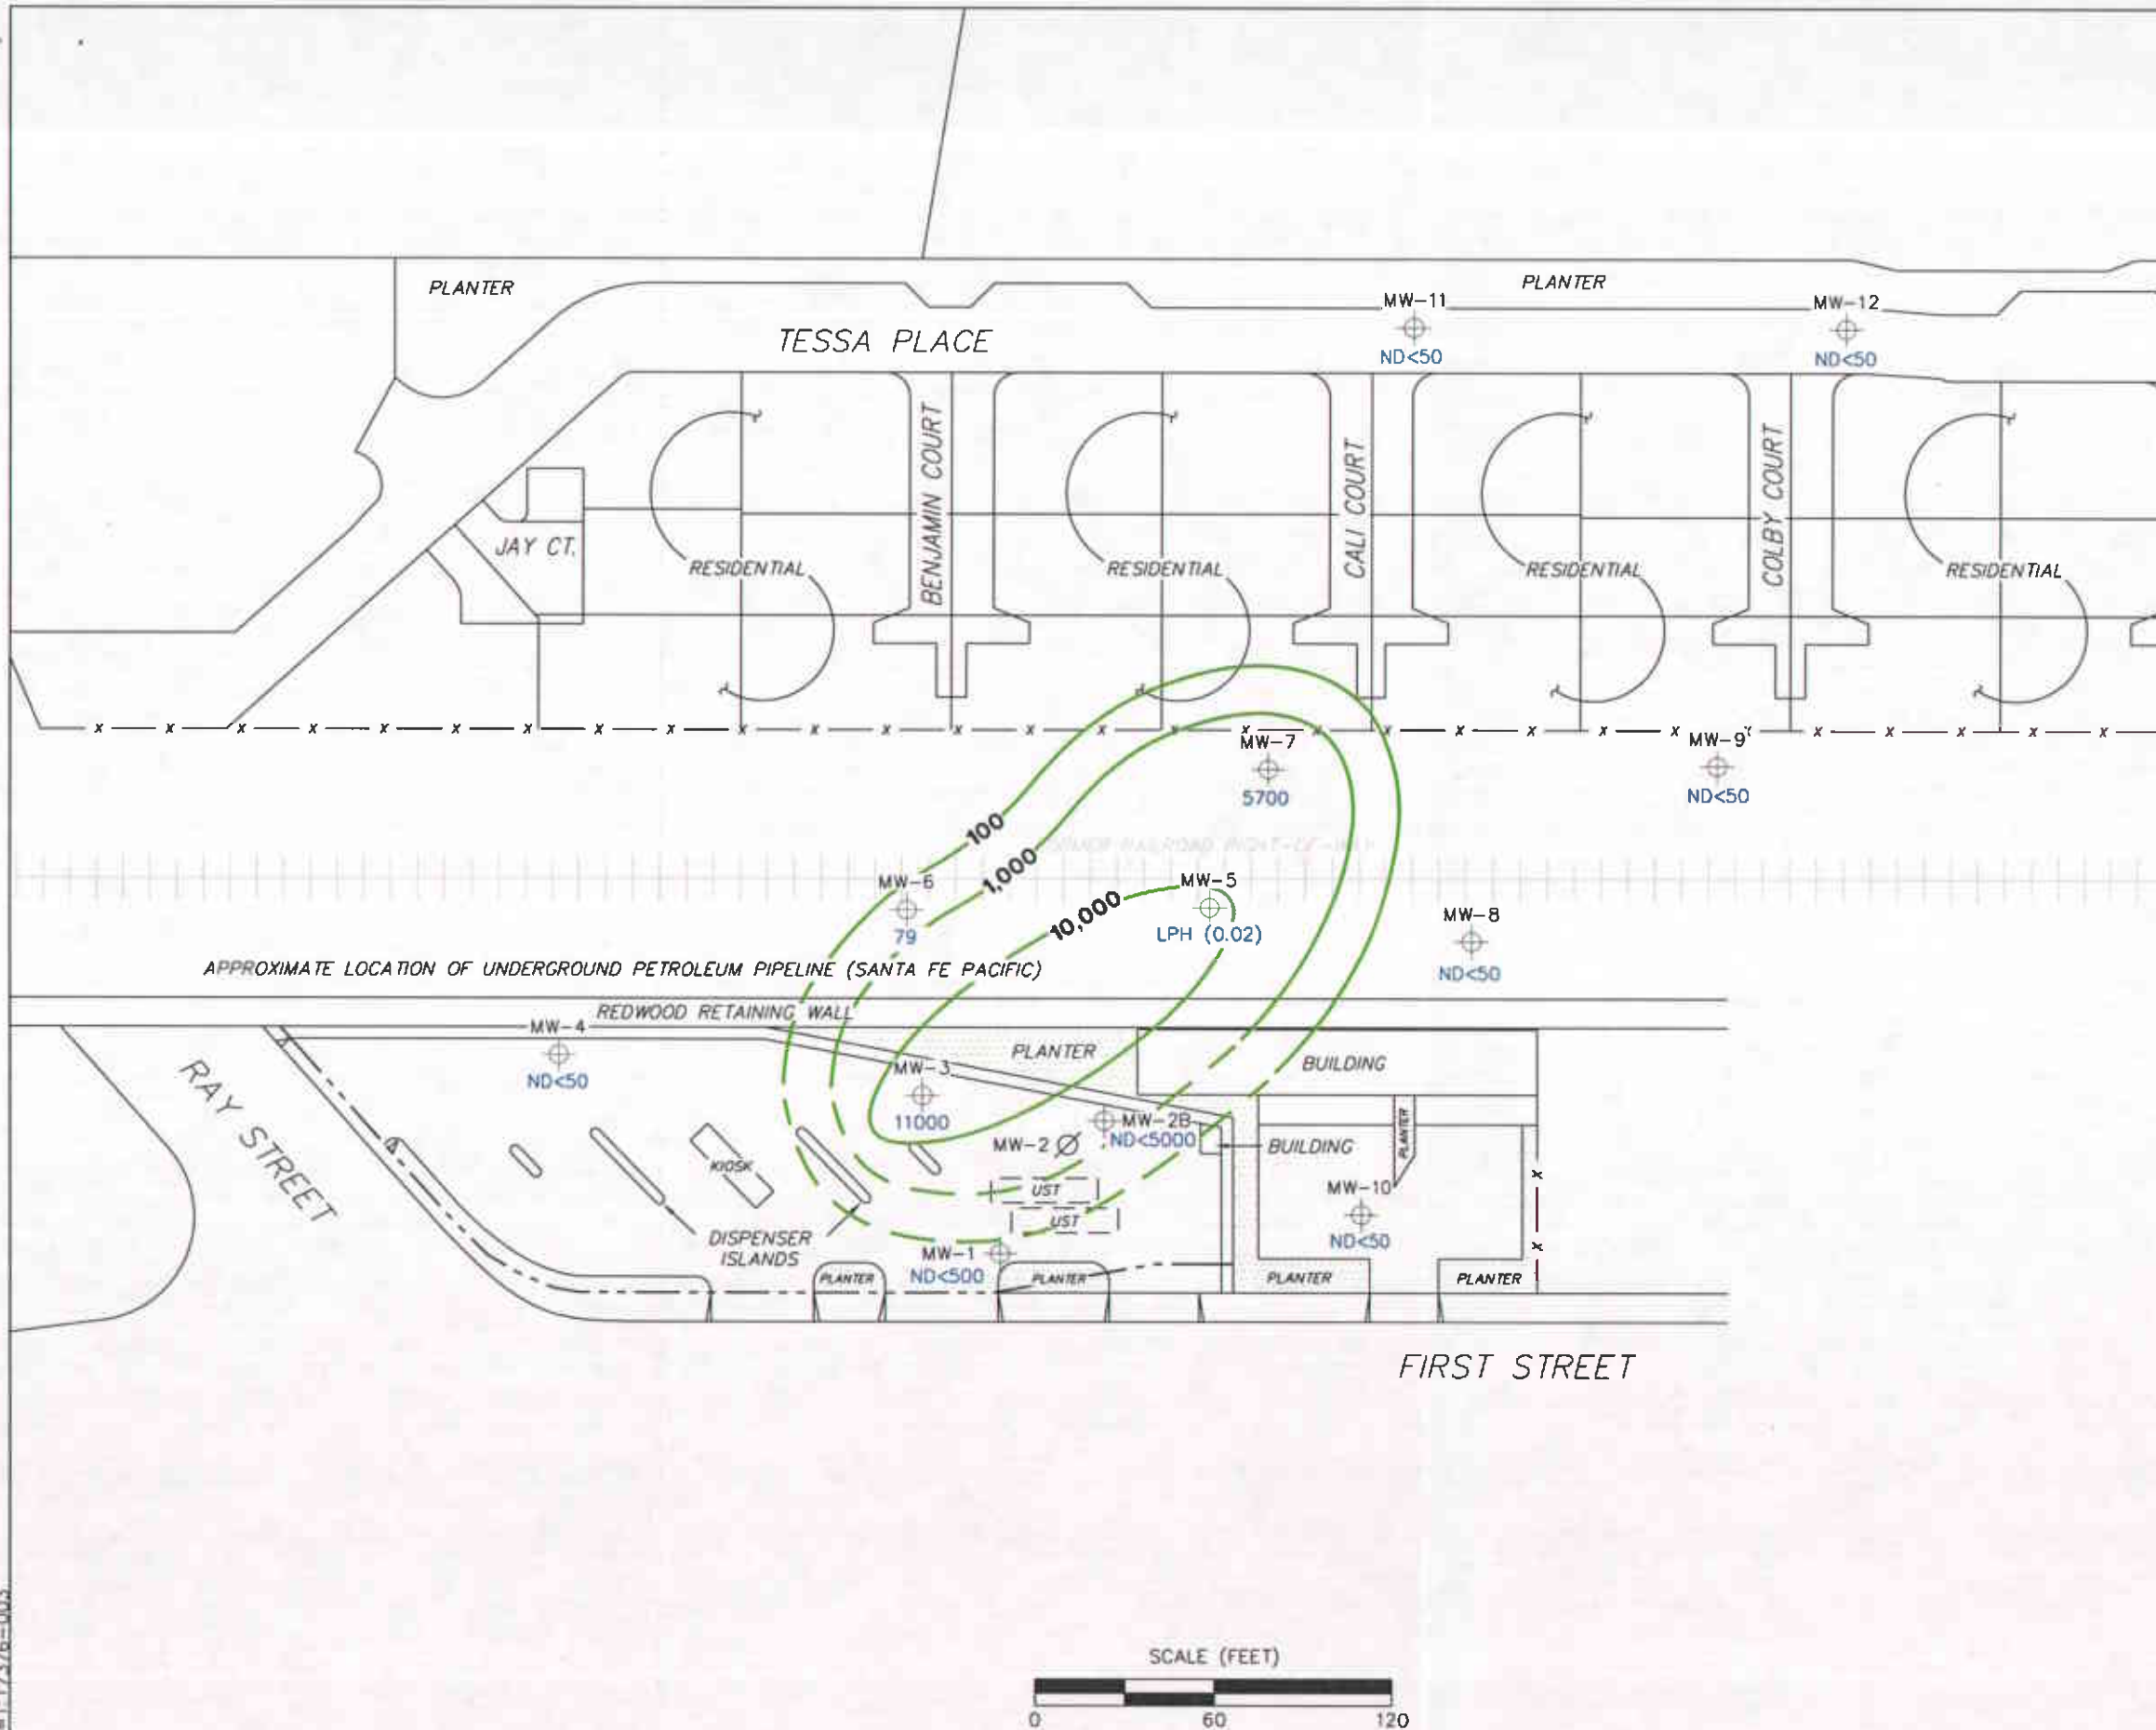 PLANTER
PLANTER
MW-11
MW-12
TESSA PLACE
ND<50
ND<50
BENJAMIN COURT
CALI COURT
COLBY COURT
JAY CT.
RESIDENTIAL
RESIDENTIAL
RESIDENTIAL
RESIDENTIAL
MW-7
5700
MW-9
ND<50
100
FORMER RAILROAD RIGHT-OF-WAY
1,000
MW-6
79
MW-5
LPH (0.02)
10,000
MW-8
ND<50
APPROXIMATE LOCATION OF UNDERGROUND PETROLEUM PIPELINE (SANTA FE PACIFIC)
REDWOOD RETAINING WALL
MW-4
ND<50
PLANTER
BUILDING
RAY STREET
MW-3
11000
MW-2B
ND<5000
MW-2
PLANTER
BUILDING
KIOSK
UST
UST
MW-10
ND<50
DISPENSER
ISLANDS
MW-1
ND<500
PLANTER
PLANTER
PLANTER
PLANTER
FIRST STREET
SCALE (FEET)
0
60
120